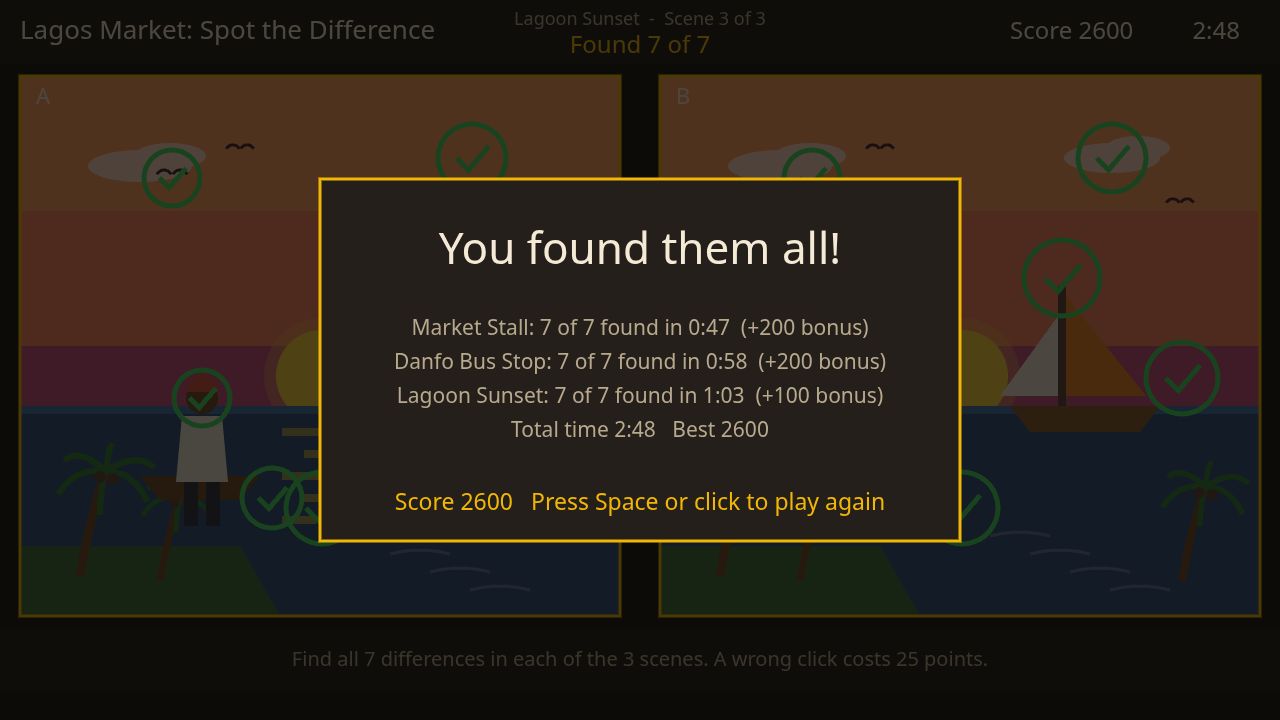 Lagos Market: Spot the Difference
Lagoon Sunset - Scene 3 of 3
Found 7 of 7
Score 2600
2:48
A
B
You found them all!
Market Stall: 7 of 7 found in 0:47 (+200 bonus)
Danfo Bus Stop: 7 of 7 found in 0:58 (+200 bonus)
Lagoon Sunset: 7 of 7 found in 1:03 (+100 bonus)
Total time 2:48 Best 2600
Score 2600 Press Space or click to play again
Find all 7 differences in each of the 3 scenes. A wrong click costs 25 points.